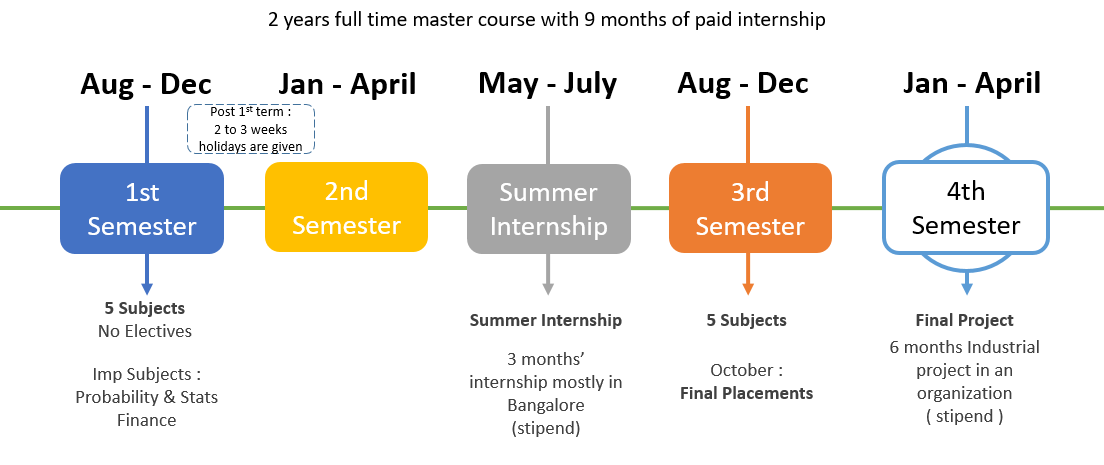 2 years full time master course with 9 months of paid internship
Aug - Dec
Jan - April
May - July
Aug - Dec
Jan - April
Post 1st term :
2 to 3 weeks
holidays are given
1st
Semester
2nd
Semester
Summer
Internship
3rd
Semester
4th
Semester
5 Subjects
No Electives
Imp Subjects :
Probability & Stats
Finance
Summer Internship
3 months’
internship mostly in
Bangalore
(stipend)
5 Subjects
October :
Final Placements
Final Project
6 months Industrial
project in an
organization
( stipend )